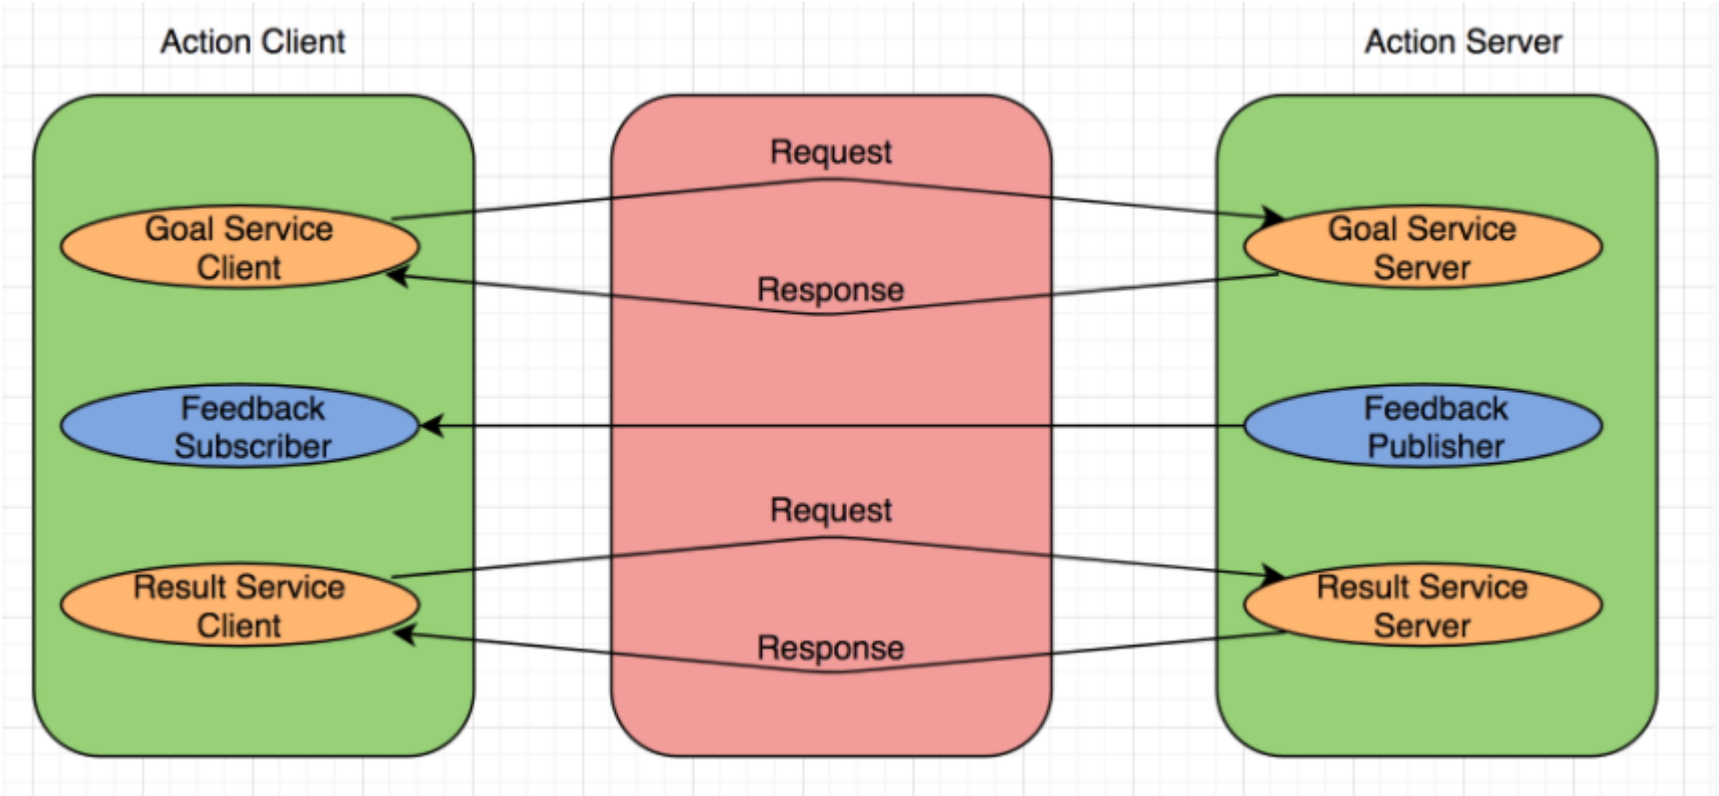 Action Client
Action Server
Request
Goal Service
Client
Goal Service
Server
Response
Feedback
Subscriber
Feedback
Publisher
Request
Result Service
Client
Result Service
Server
Response